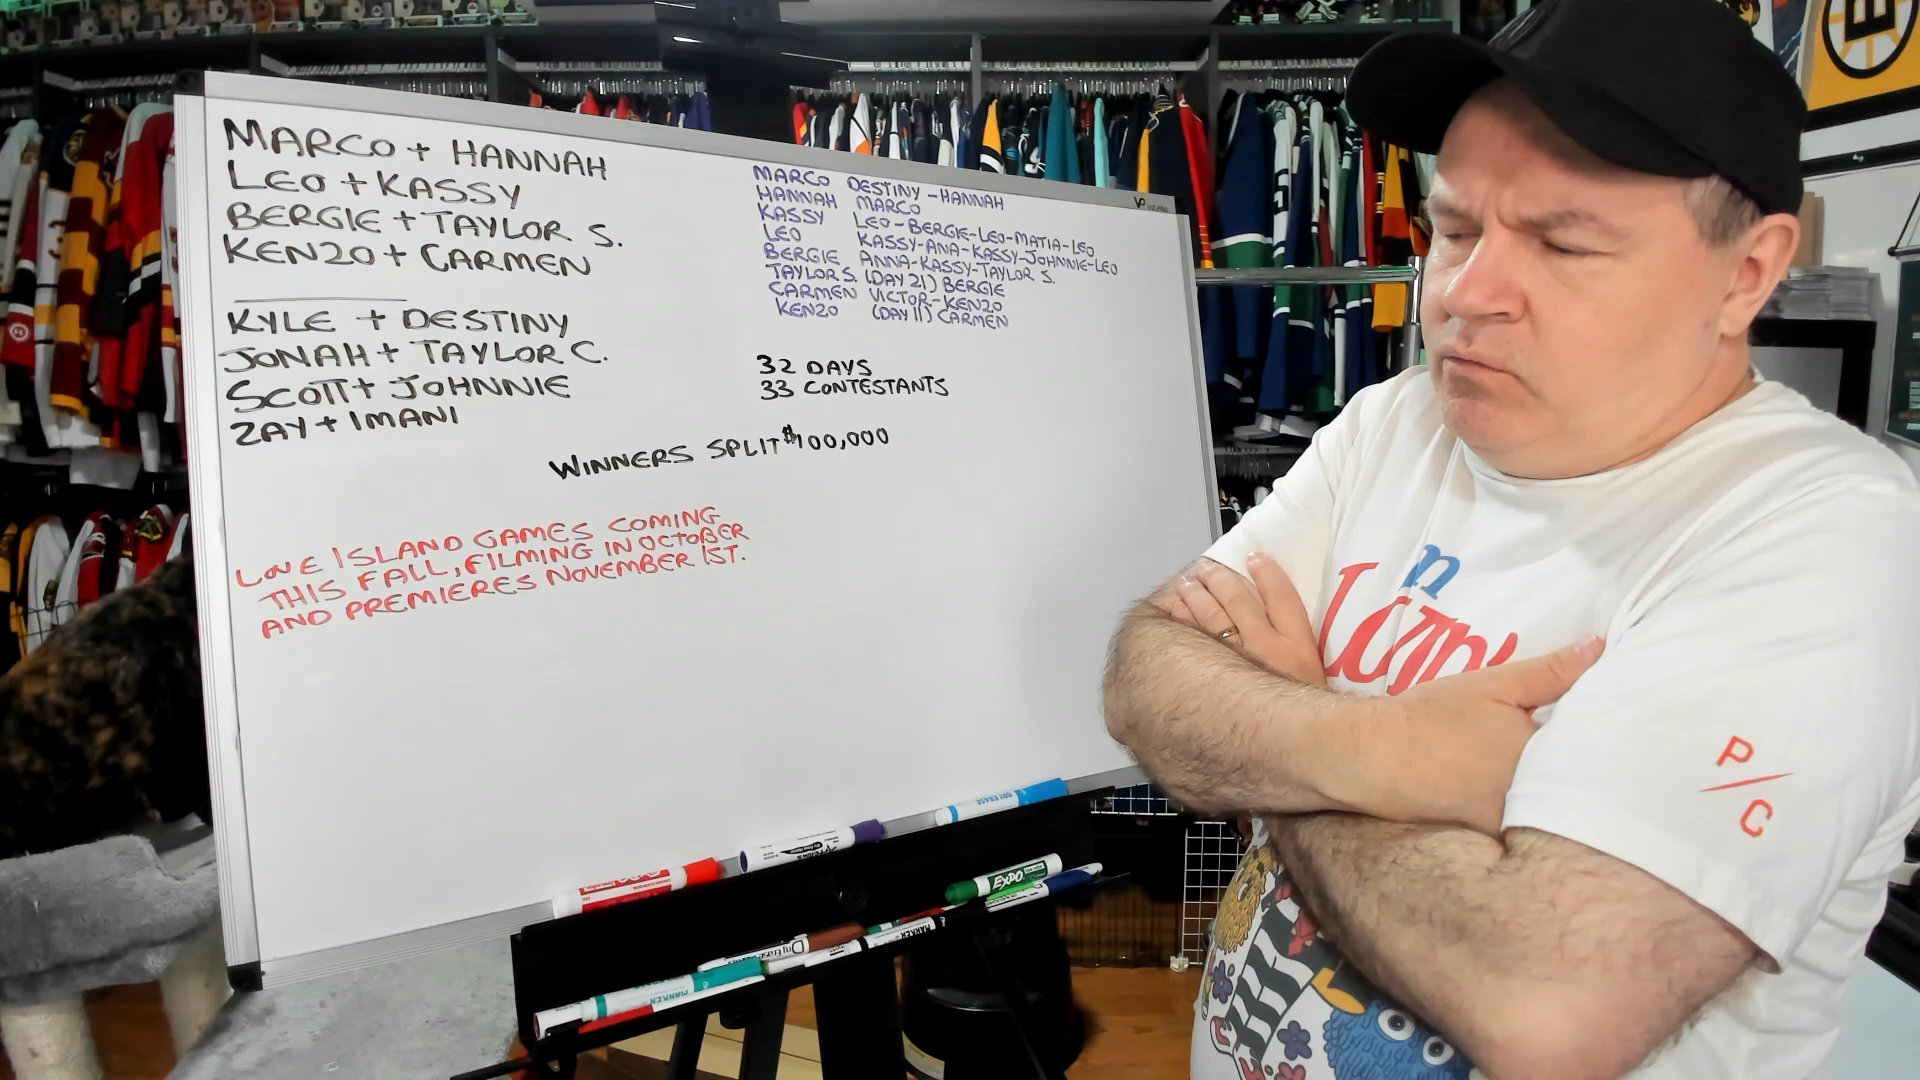 MARCO + HANNAH
LEO + KASSY
BERGIE + TAYLOR S.
KENZO + CARMEN
KYLE + DESTINY
JONAH + TAYLOR C.
SCOTT + JOHNNIE
ZAY + IMANI
MARCO DESTINY - HANNAH
HANNAH MARCO
KASSY LEO - BERGIE - LEO - MATIA - LEO
LEO KASSY - ANA - KASSY - JOHNNIE - LEO
BERGIE ANNA - KASSY - TAYLOR S.
TAYLOR S. (DAY 21) BERGIE
CARMEN VICTOR - KENZO
KENZO (DAY 11) CARMEN
32 DAYS
33 CONTESTANTS
WINNERS SPLIT $100,000
LOVE ISLAND GAMES COMING
THIS FALL, FILMING IN OCTOBER
AND PREMIERES NOVEMBER 1ST.
EXPO
MARKER
MARKER
P/C
B